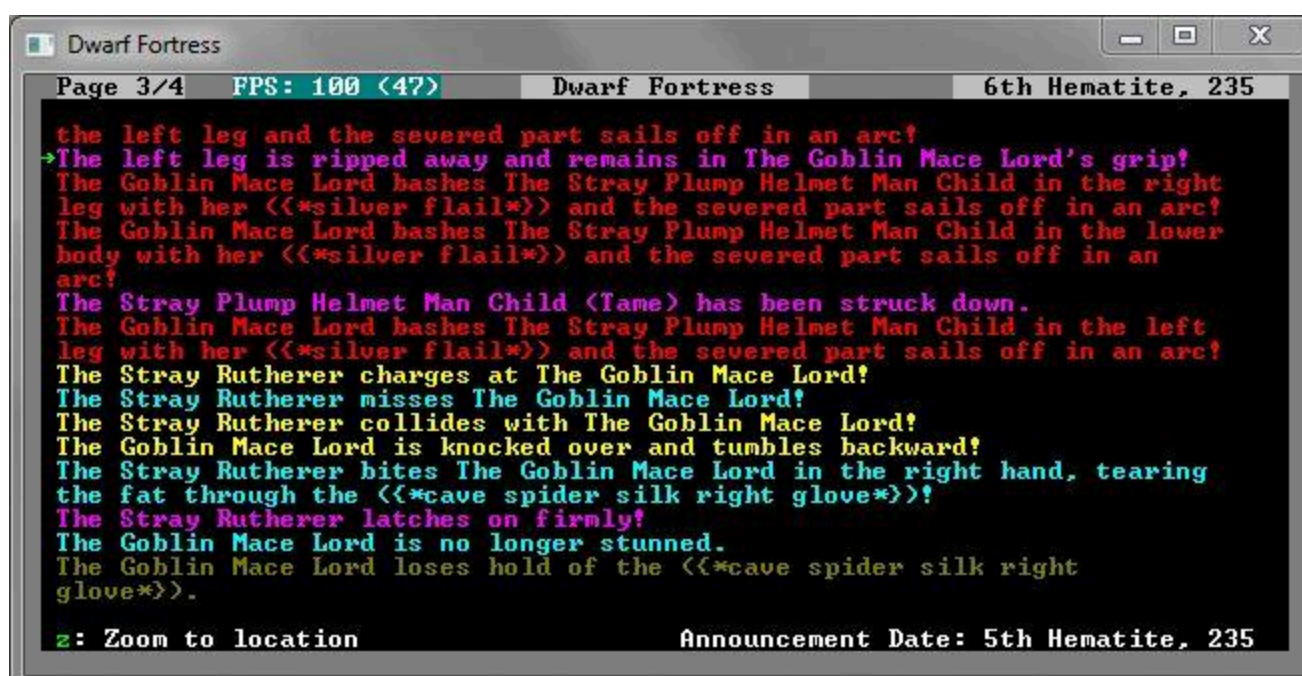 Dwarf Fortress
Page 3/4 FPS: 100 (47) Dwarf Fortress 6th Hematite, 235
the left leg and the severed part sails off in an arc!
→The left leg is ripped away and remains in The Goblin Mace Lord's grip!
The Goblin Mace Lord bashes The Stray Plump Helmet Man Child in the right
leg with her ({*silver flail*}) and the severed part sails off in an arc!
The Goblin Mace Lord bashes The Stray Plump Helmet Man Child in the lower
body with her ({*silver flail*}) and the severed part sails off in an
arc!
The Stray Plump Helmet Man Child (Tame) has been struck down.
The Goblin Mace Lord bashes The Stray Plump Helmet Man Child in the left
leg with her ({*silver flail*}) and the severed part sails off in an arc!
The Stray Rutherer charges at The Goblin Mace Lord!
The Stray Rutherer misses The Goblin Mace Lord!
The Stray Rutherer collides with The Goblin Mace Lord!
The Goblin Mace Lord is knocked over and tumbles backward!
The Stray Rutherer bites The Goblin Mace Lord in the right hand, tearing
the fat through the ({*cave spider silk right glove*})!
The Stray Rutherer latches on firmly!
The Goblin Mace Lord is no longer stunned.
The Goblin Mace Lord loses hold of the ({*cave spider silk right
glove*}).
z: Zoom to location Announcement Date: 5th Hematite, 235